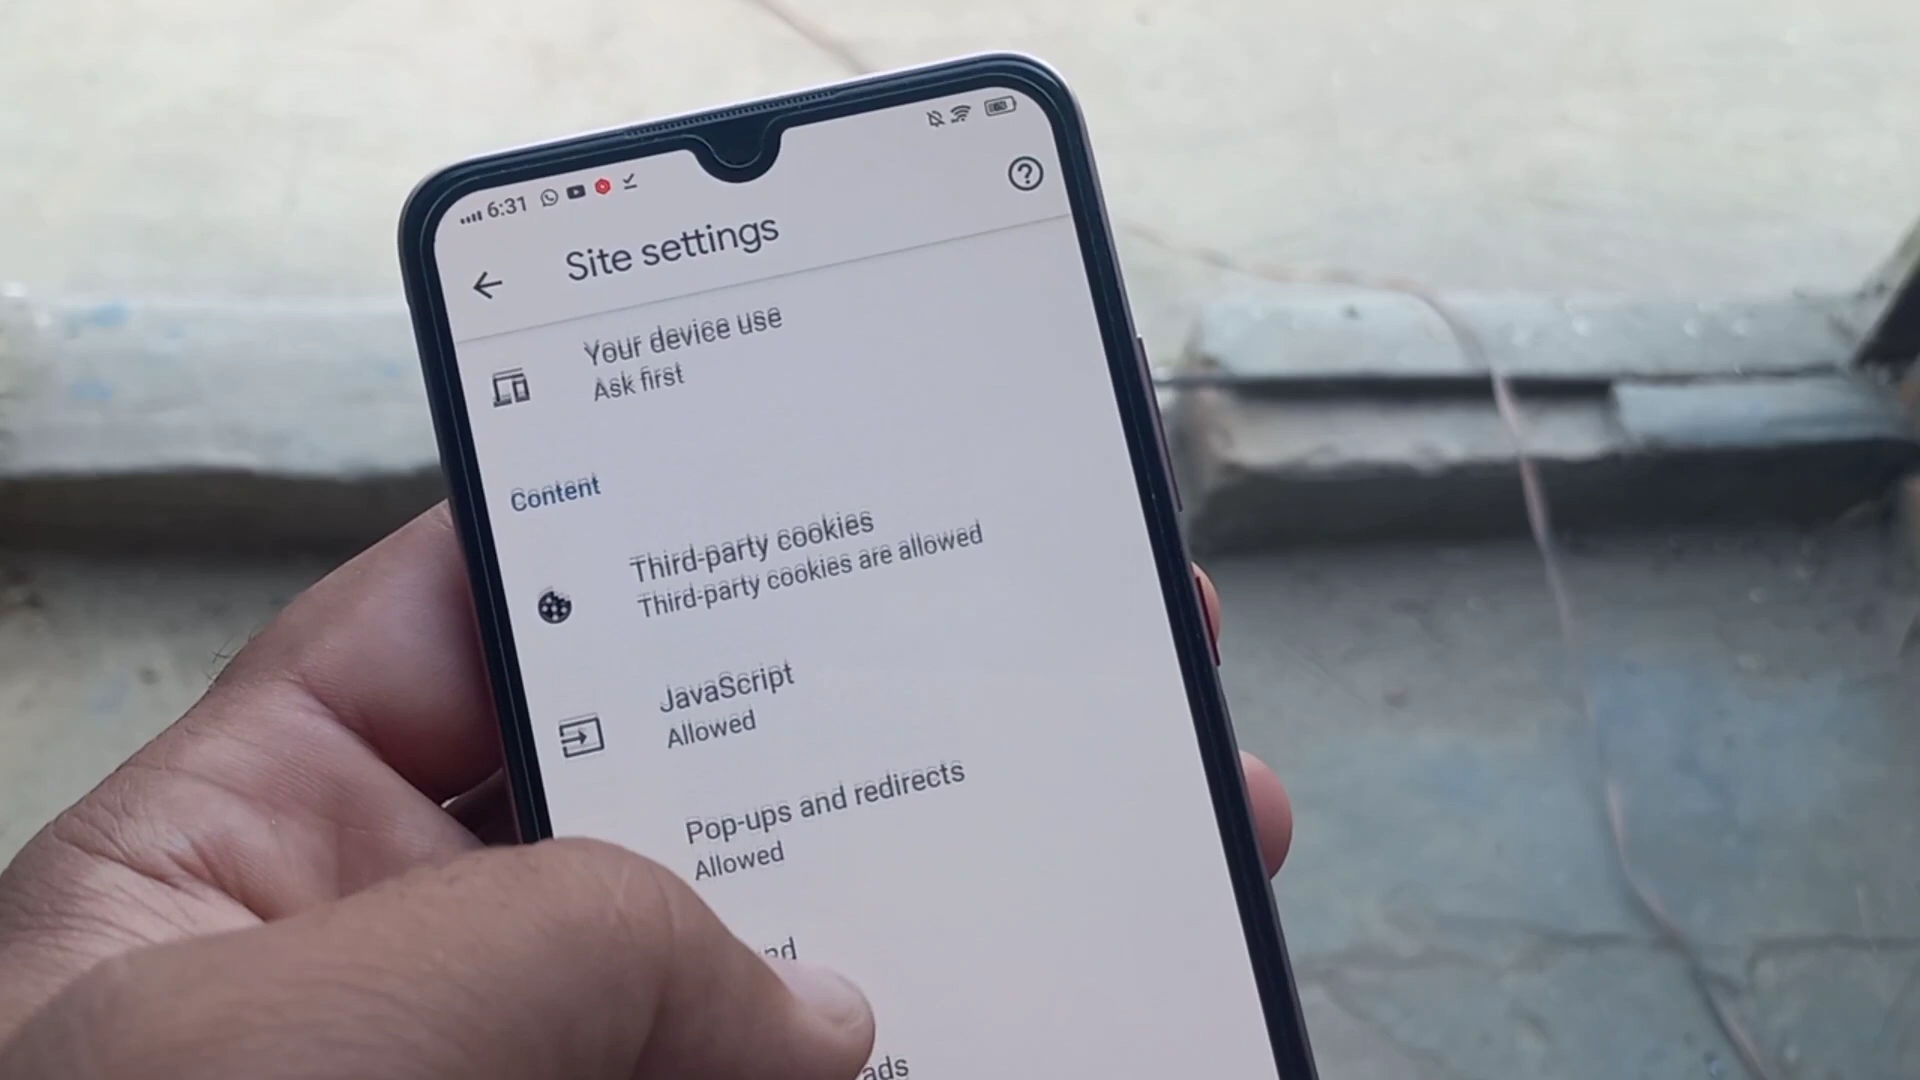 6:31
Site settings
Your device use
Ask first
Content
Third-party cookies
Third-party cookies are allowed
JavaScript
Allowed
Pop-ups and redirects
Allowed